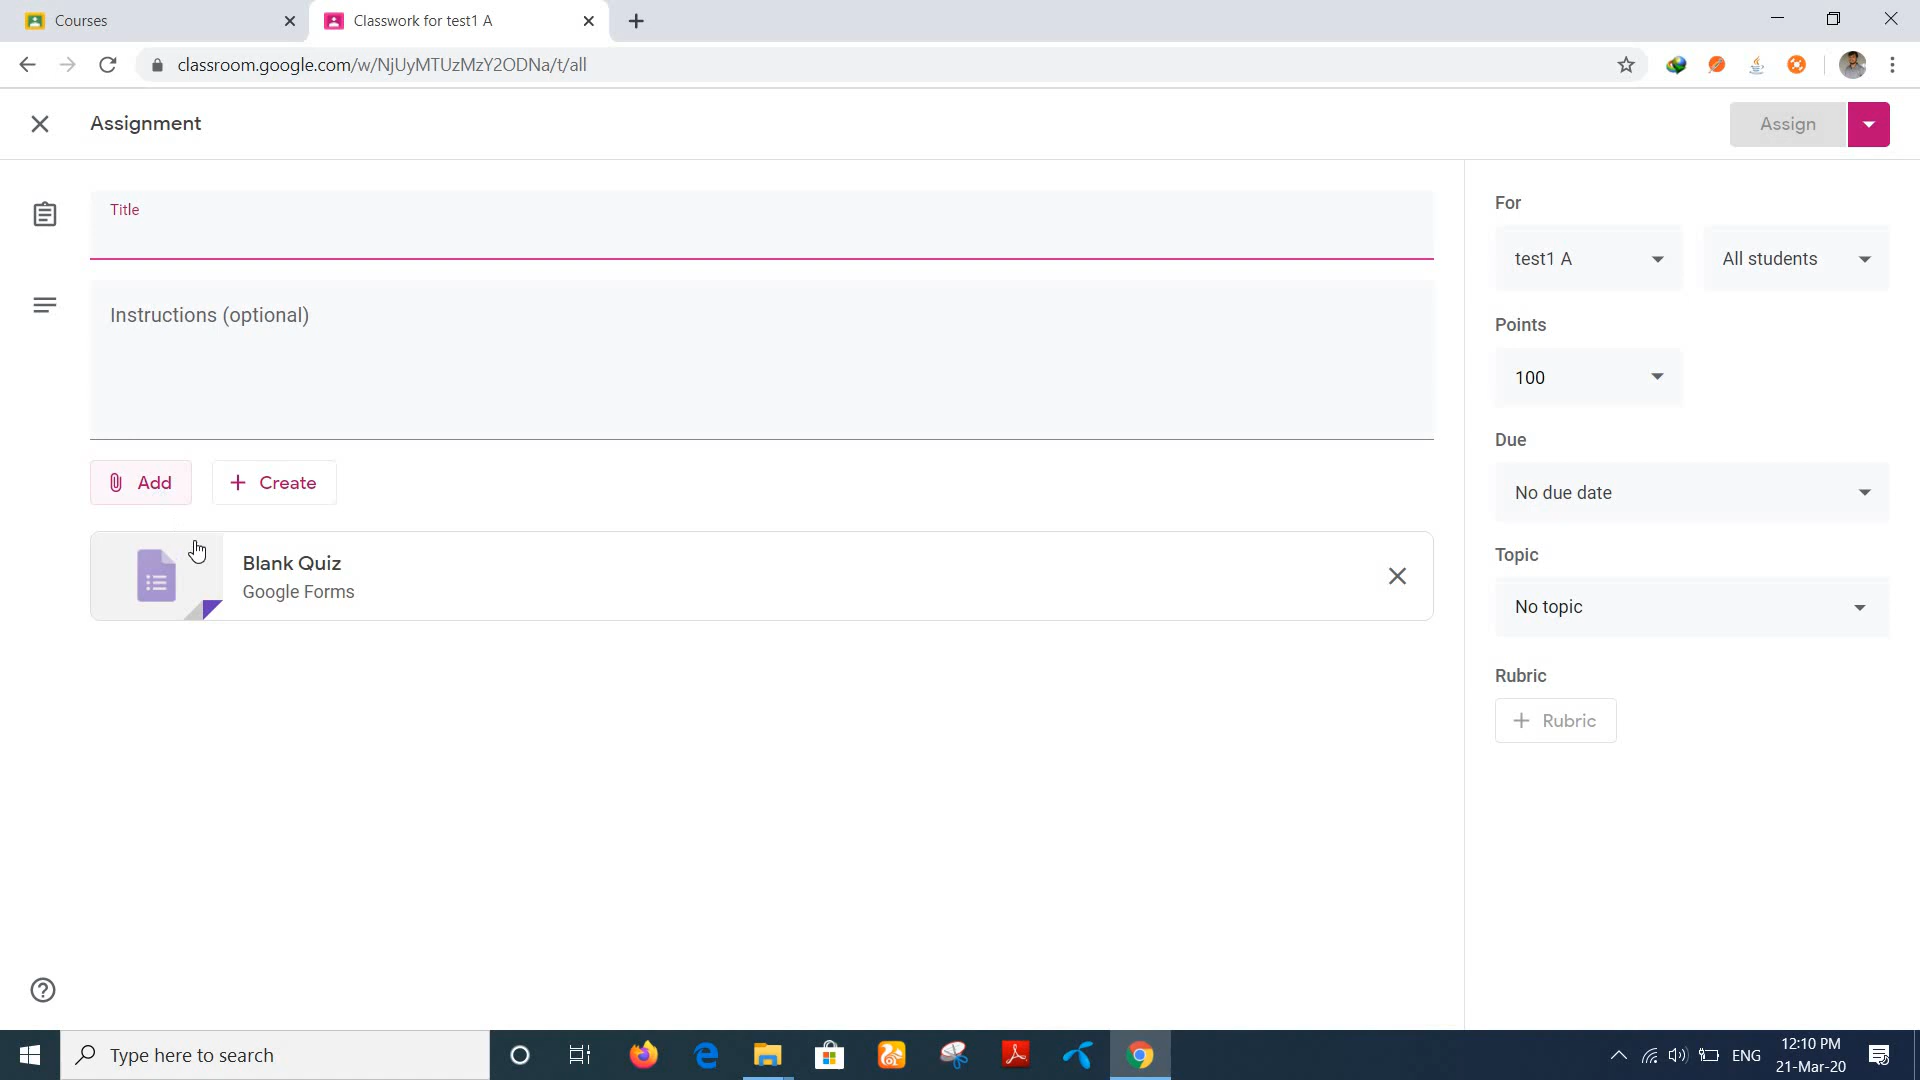 Courses
Classwork for test1 A
classroom.google.com/w/NjUyMTUzMzY2ODNa/t/all
Assignment
Assign
Title
Instructions (optional)
Add
Create
Blank Quiz
Google Forms
For
test1 A
All students
Points
100
Due
No due date
Topic
No topic
Rubric
Rubric
Type here to search
ENG
12:10 PM
21-Mar-20